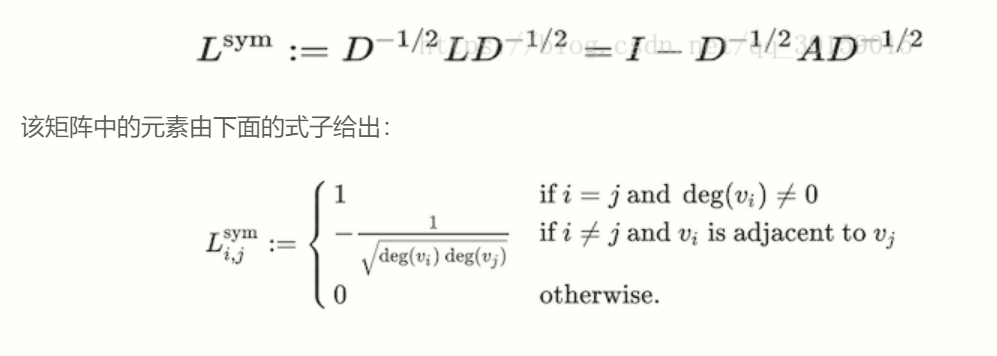 L^sym := D^{-1/2} L D^{-1/2} = I − D^{-1/2} A D^{-1/2}
该矩阵中的元素由下面的式子给出：
L^sym_{i,j} := { 1 if i = j and deg(v_i) ≠ 0
− 1 / √(deg(v_i) deg(v_j)) if i ≠ j and v_i is adjacent to v_j
0 otherwise.